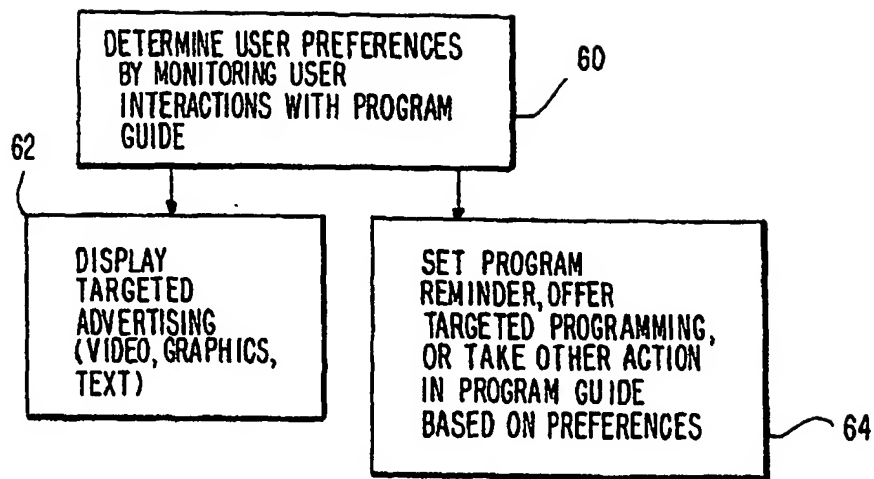 DETERMINE USER PREFERENCES
BY MONITORING USER
INTERACTIONS WITH PROGRAM
GUIDE
60
62
DISPLAY
TARGETED
ADVERTISING
(VIDEO, GRAPHICS,
TEXT)
SET PROGRAM
REMINDER, OFFER
TARGETED PROGRAMMING,
OR TAKE OTHER ACTION
IN PROGRAM GUIDE
BASED ON PREFERENCES
64